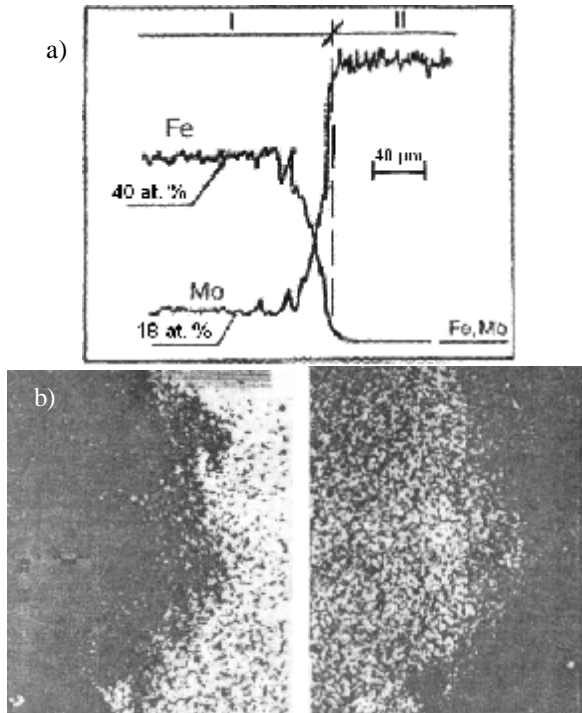 a)
I II
Fe
40 μm
40 at. %
Mo
18 at. %
Fe, Mo
b)